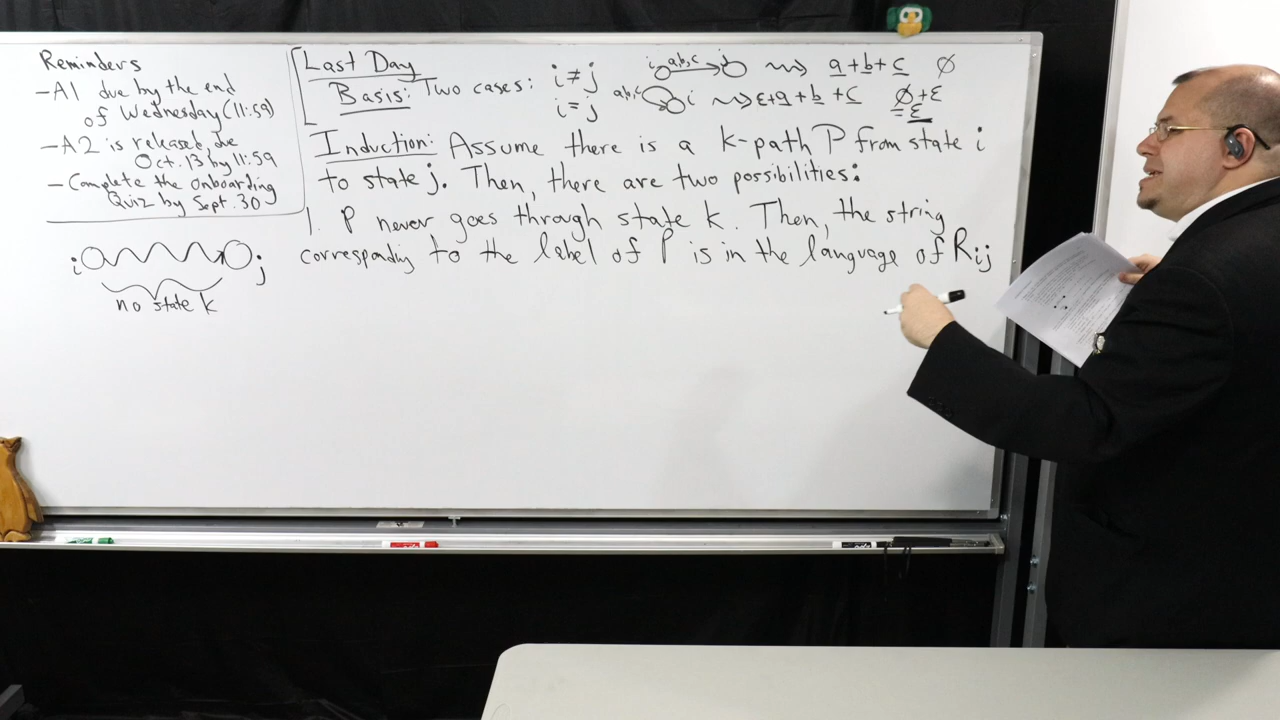 Reminders
-A1 due by the end
of Wednesday (11:59)
-A2 is released, due
Oct. 13 by 11:59
-Complete the Onboarding
Quiz by Sept. 30
Last Day
Basis: Two cases: i ≠ j
i = j
i a,b,c j ⇝ a+b+c ∅
a,b,c i ⇝ ε+a+b+c ∅+ε
=ε
Induction: Assume there is a k-path P from state i
to state j. Then, there are two possibilities:
1. P never goes through state k. Then, the string
corresponding to the label of P is in the language of Rij
i j
no state k